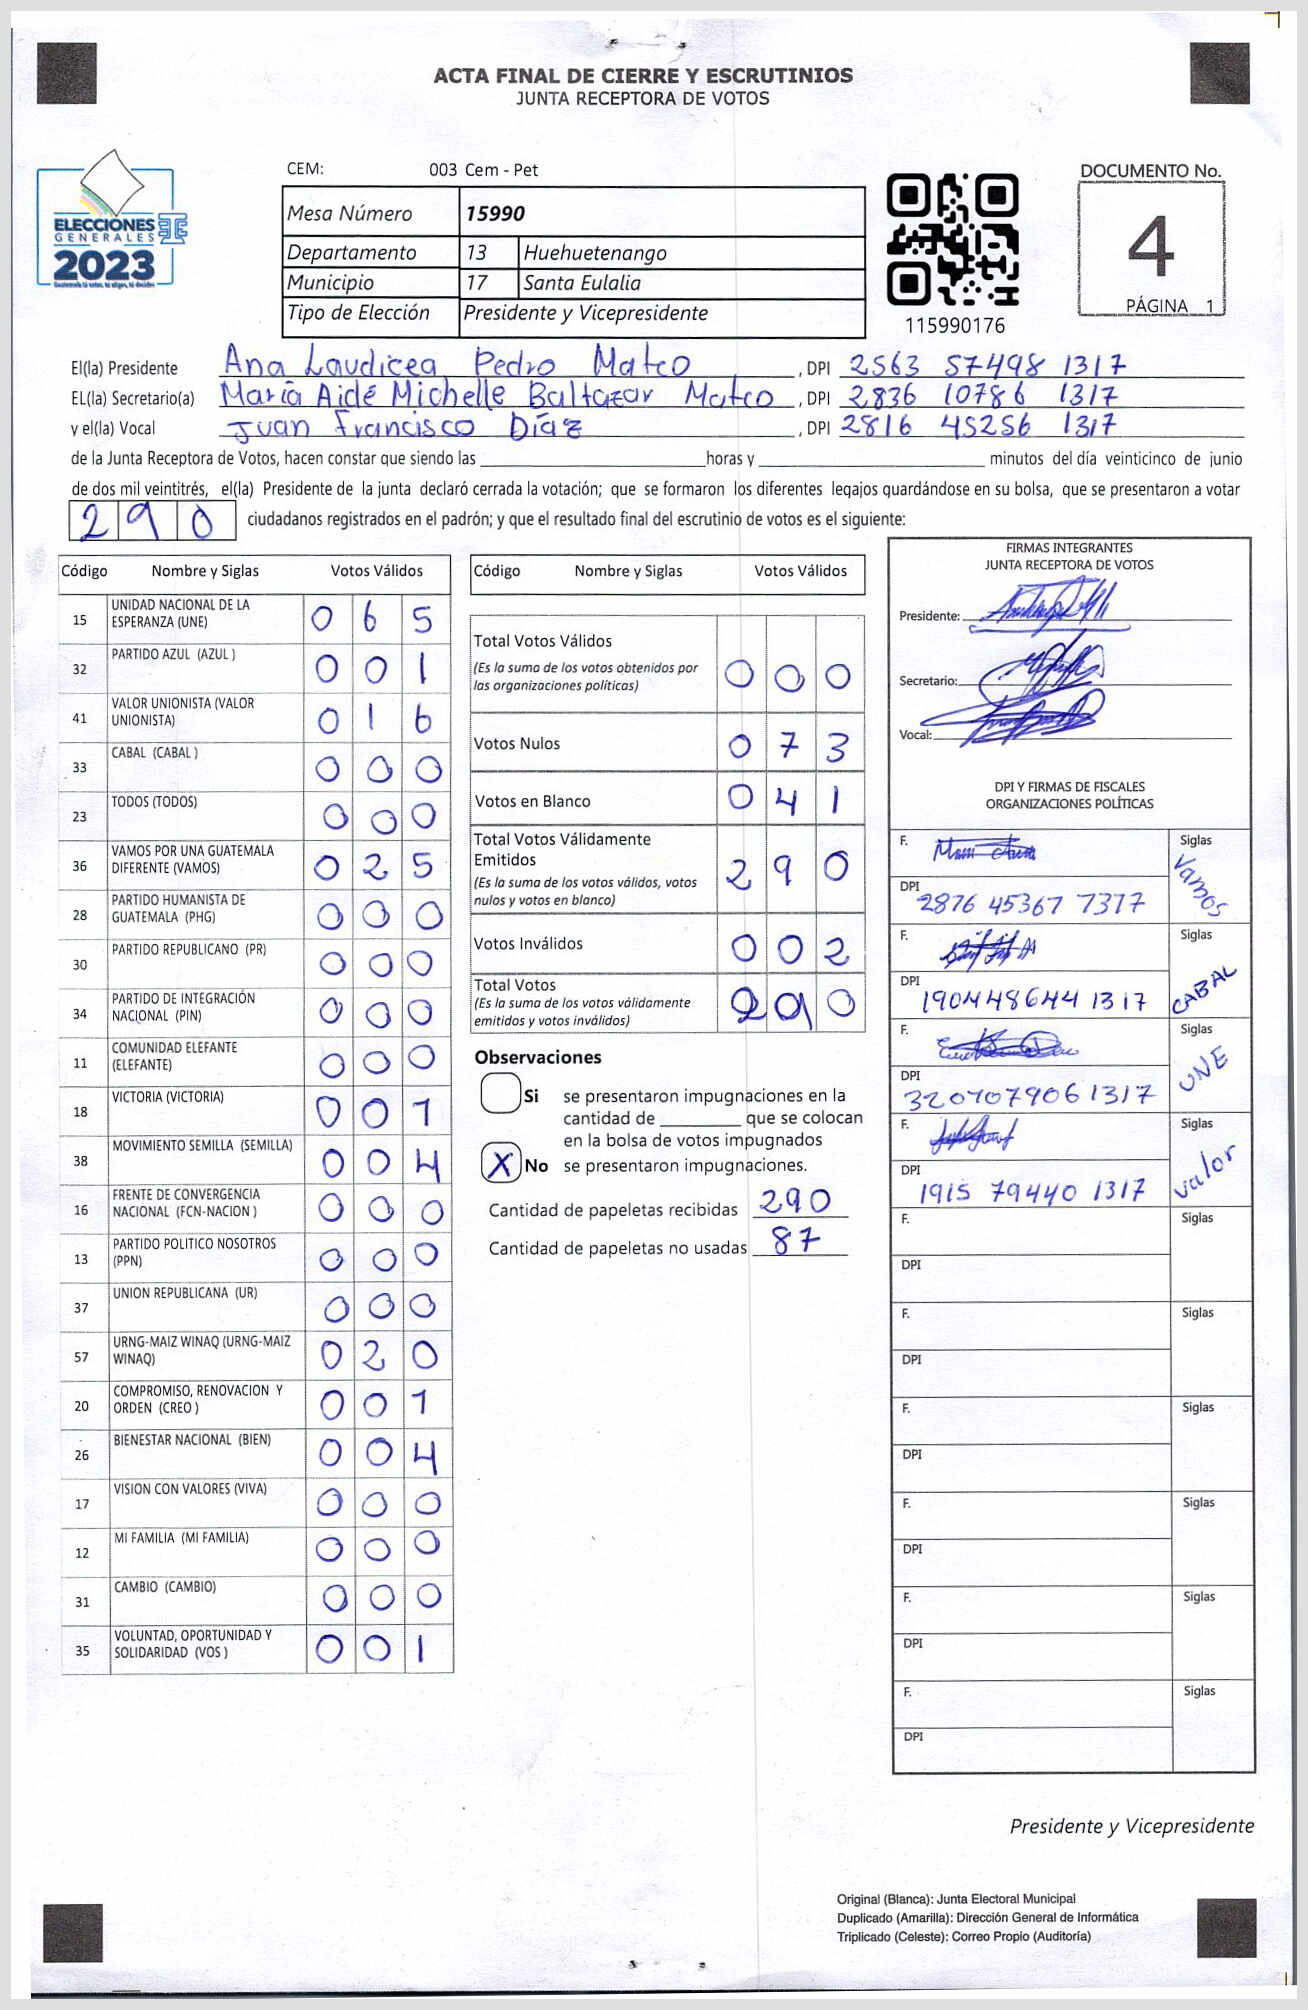 ACTA FINAL DE CIERRE Y ESCRUTINIOS
JUNTA RECEPTORA DE VOTOS
ELECCIONES
GENERALES
2023
Guatemala tú votas, tú eliges, tú decides
CEM: 003 Cem - Pet
Mesa Número 15990
Departamento 13 Huehuetenango
Municipio 17 Santa Eulalia
Tipo de Elección Presidente y Vicepresidente
115990176
DOCUMENTO No.
4
PÁGINA 1
El(la) Presidente Ana Laudicea Pedro Mateo , DPI 2563 57498 1317
EL(la) Secretario(a) María Aidé Michelle Baltazar Mateo , DPI 2836 10786 1317
y el(la) Vocal Juan Francisco Díaz , DPI 2816 45256 1317
de la Junta Receptora de Votos, hacen constar que siendo las horas y minutos del día veinticinco de junio
de dos mil veintitrés, el(la) Presidente de la junta declaró cerrada la votación; que se formaron los diferentes legajos guardándose en su bolsa, que se presentaron a votar
290 ciudadanos registrados en el padrón; y que el resultado final del escrutinio de votos es el siguiente:
Código Nombre y Siglas Votos Válidos
15 UNIDAD NACIONAL DE LA ESPERANZA (UNE) 0 6 5
32 PARTIDO AZUL (AZUL ) 0 0 1
41 VALOR UNIONISTA (VALOR UNIONISTA) 0 1 6
33 CABAL (CABAL ) 0 0 0
23 TODOS (TODOS) 0 0 0
36 VAMOS POR UNA GUATEMALA DIFERENTE (VAMOS) 0 2 5
28 PARTIDO HUMANISTA DE GUATEMALA (PHG) 0 0 0
30 PARTIDO REPUBLICANO (PR) 0 0 0
34 PARTIDO DE INTEGRACIÓN NACIONAL (PIN) 0 0 0
11 COMUNIDAD ELEFANTE (ELEFANTE) 0 0 0
18 VICTORIA (VICTORIA) 0 0 1
38 MOVIMIENTO SEMILLA (SEMILLA) 0 0 4
16 FRENTE DE CONVERGENCIA NACIONAL (FCN-NACION ) 0 0 0
13 PARTIDO POLITICO NOSOTROS (PPN) 0 0 0
37 UNION REPUBLICANA (UR) 0 0 0
57 URNG-MAIZ WINAQ (URNG-MAIZ WINAQ) 0 2 0
20 COMPROMISO, RENOVACION Y ORDEN (CREO ) 0 0 1
26 BIENESTAR NACIONAL (BIEN) 0 0 4
17 VISION CON VALORES (VIVA) 0 0 0
12 MI FAMILIA (MI FAMILIA) 0 0 0
31 CAMBIO (CAMBIO) 0 0 0
35 VOLUNTAD, OPORTUNIDAD Y SOLIDARIDAD (VOS ) 0 0 1
Código Nombre y Siglas Votos Válidos
Total Votos Válidos 0 0 0
(Es la suma de los votos obtenidos por
las organizaciones politicas)
Votos Nulos 0 7 3
Votos en Blanco 0 4 1
Total Votos Válidamente
Emitidos 2 9 0
(Es la suma de los votos válidos, votos
nulos y votos en blanco)
Votos Inválidos 0 0 2
Total Votos 2 9 0
(Es la suma de los votos válidamente
emitidos y votos inválidos)
Observaciones
Si se presentaron impugnaciones en la
cantidad de que se colocan
en la bolsa de votos impugnados
X No se presentaron impugnaciones.
Cantidad de papeletas recibidas 290
Cantidad de papeletas no usadas 87
FIRMAS INTEGRANTES
JUNTA RECEPTORA DE VOTOS
Presidente:
Secretario:
Vocal:
DPI Y FIRMAS DE FISCALES
ORGANIZACIONES POLÍTICAS
F. Siglas Vamos
DPI 2876 45367 7317
F. Siglas CABAL
DPI 190448644 1317
F. Siglas UNE
DPI 3207079061317
F. Siglas Valor
DPI 1915 79440 1317
F. Siglas
DPI
F. Siglas
DPI
F. Siglas
DPI
F. Siglas
DPI
F. Siglas
DPI
F. Siglas
DPI
Presidente y Vicepresidente
Original (Blanca): Junta Electoral Municipal
Duplicado (Amarilla): Dirección General de Informática
Triplicado (Celeste): Correo Propio (Auditoría)